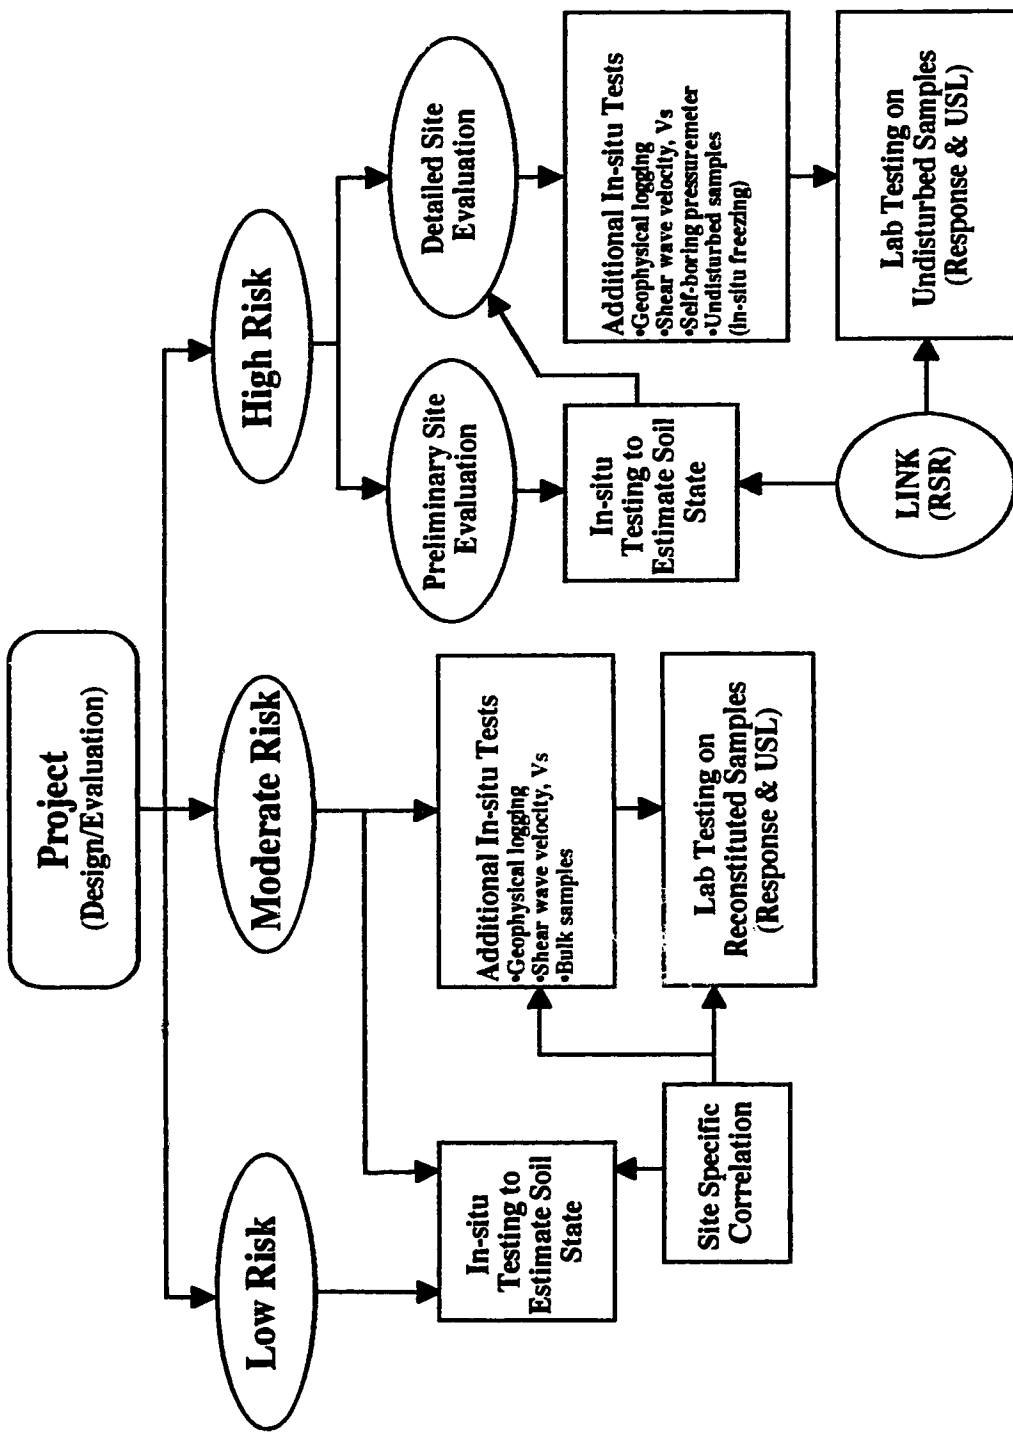 Project
(Design/Evaluation)
Low Risk
Moderate Risk
High Risk
Preliminary Site
Evaluation
Detailed Site
Evaluation
In-situ
Testing to
Estimate Soil
State
Additional In-situ Tests
•Geophysical logging
•Shear wave velocity, Vs
•Bulk samples
In-situ
Testing to
Estimate Soil
State
Additional In-situ Tests
•Geophysical logging
•Shear wave velocity, Vs
•Self-boring pressuremeter
•Undisturbed samples
(in-situ freezing)
Site Specific
Correlation
Lab Testing on
Reconstituted Samples
(Response & USL)
LINK
(RSR)
Lab Testing on
Undisturbed Samples
(Response & USL)